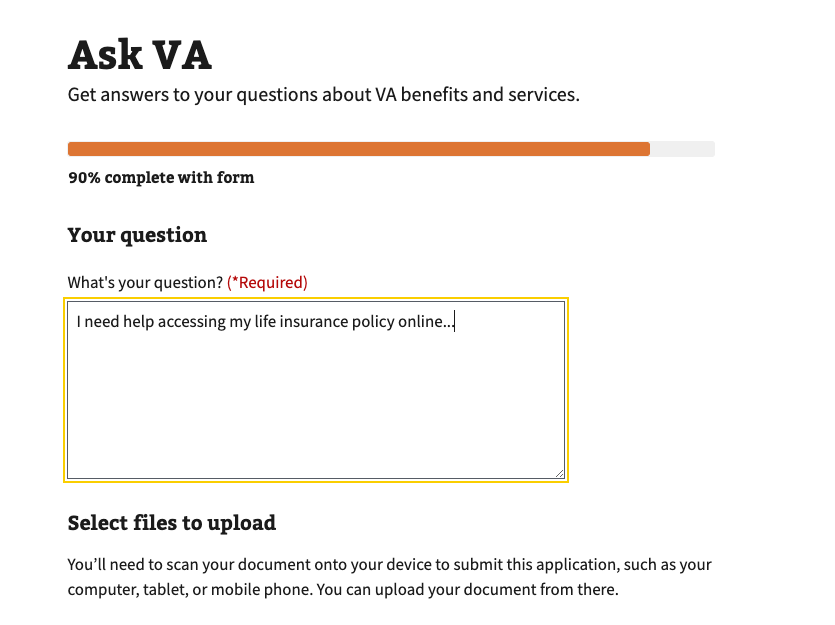 Ask VA
Get answers to your questions about VA benefits and services.
90% complete with form
Your question
What's your question? (*Required)
I need help accessing my life insurance policy online...
Select files to upload
You’ll need to scan your document onto your device to submit this application, such as your
computer, tablet, or mobile phone. You can upload your document from there.